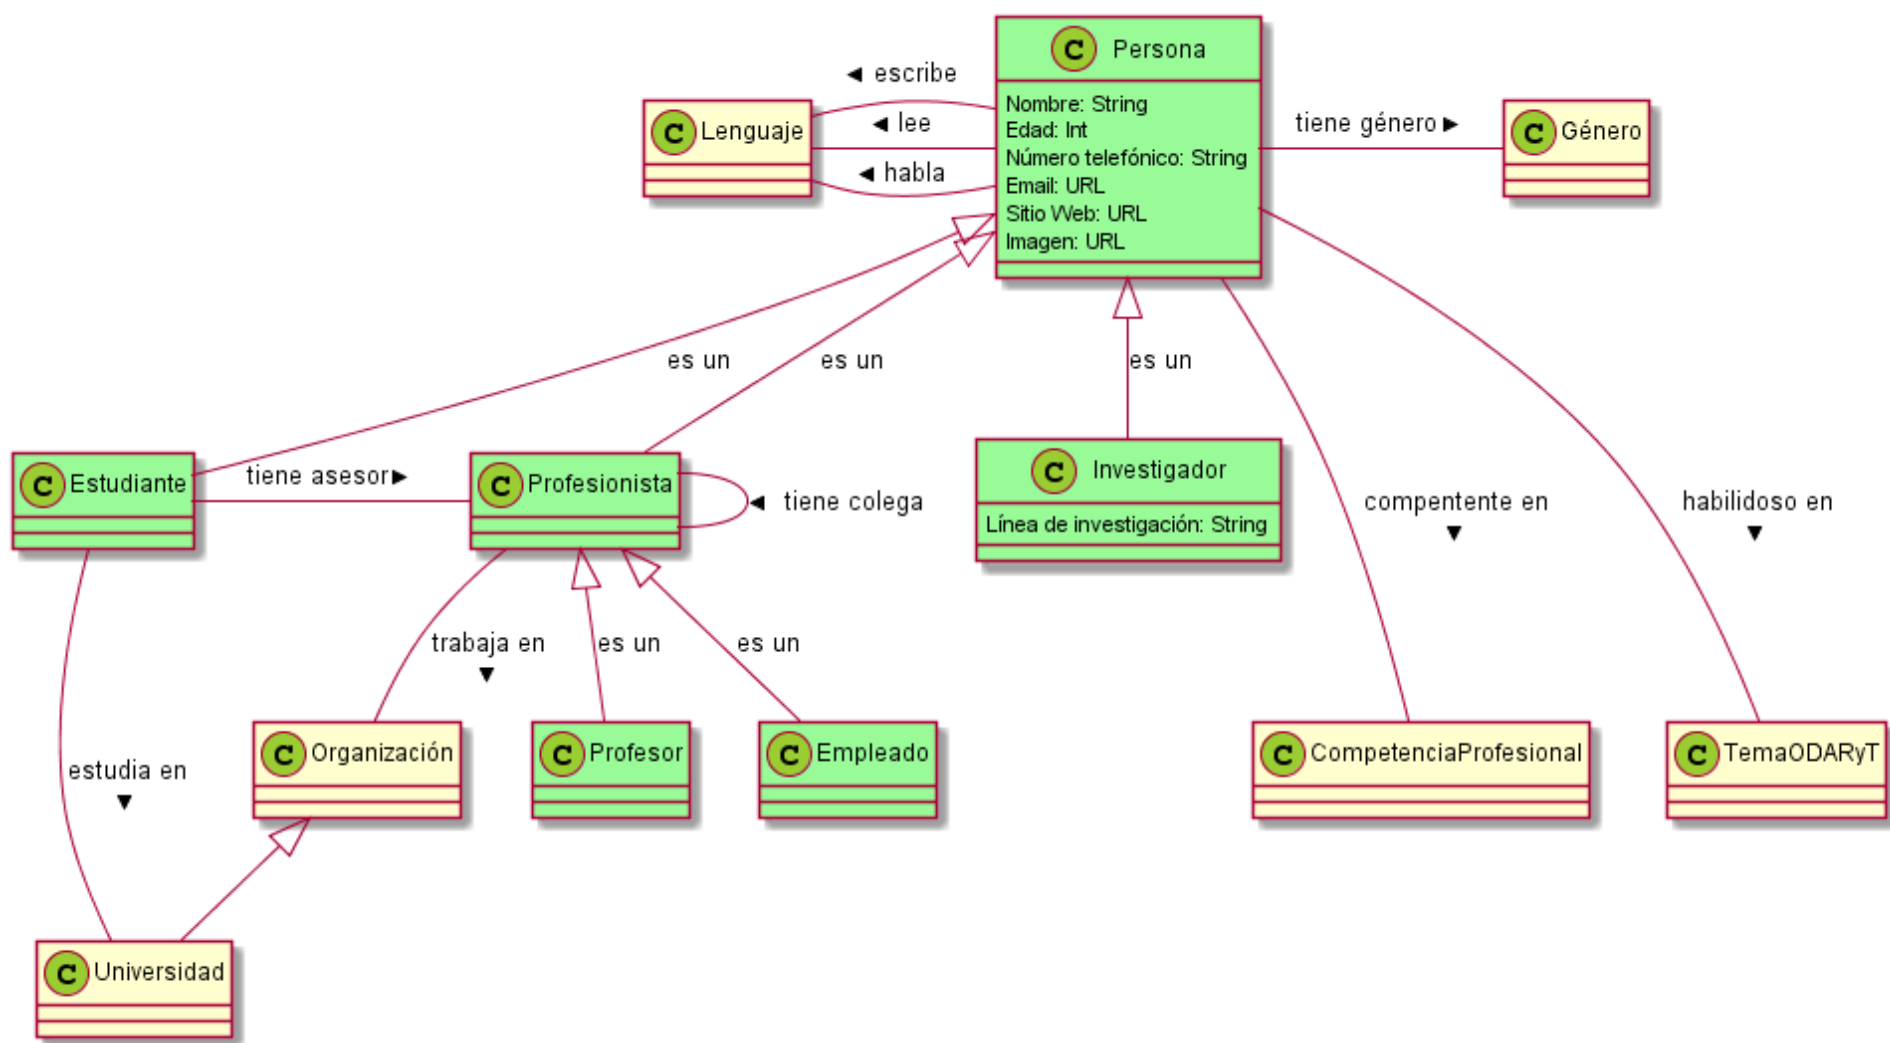 C Persona
Nombre: String
Edad: Int
Número telefónico: String
Email: URL
Sitio Web: URL
Imagen: URL
◄ escribe
◄ lee
◄ habla
C Lenguaje
tiene género►
C Género
es un
es un
es un
C Estudiante
tiene asesor►
C Profesionista
◄ tiene colega
C Investigador
Línea de investigación: String
compentente en
▼
habilidoso en
▼
trabaja en
▼
es un
es un
estudia en
▼
C Organización
C Profesor
C Empleado
C CompetenciaProfesional
C TemaODARyT
C Universidad